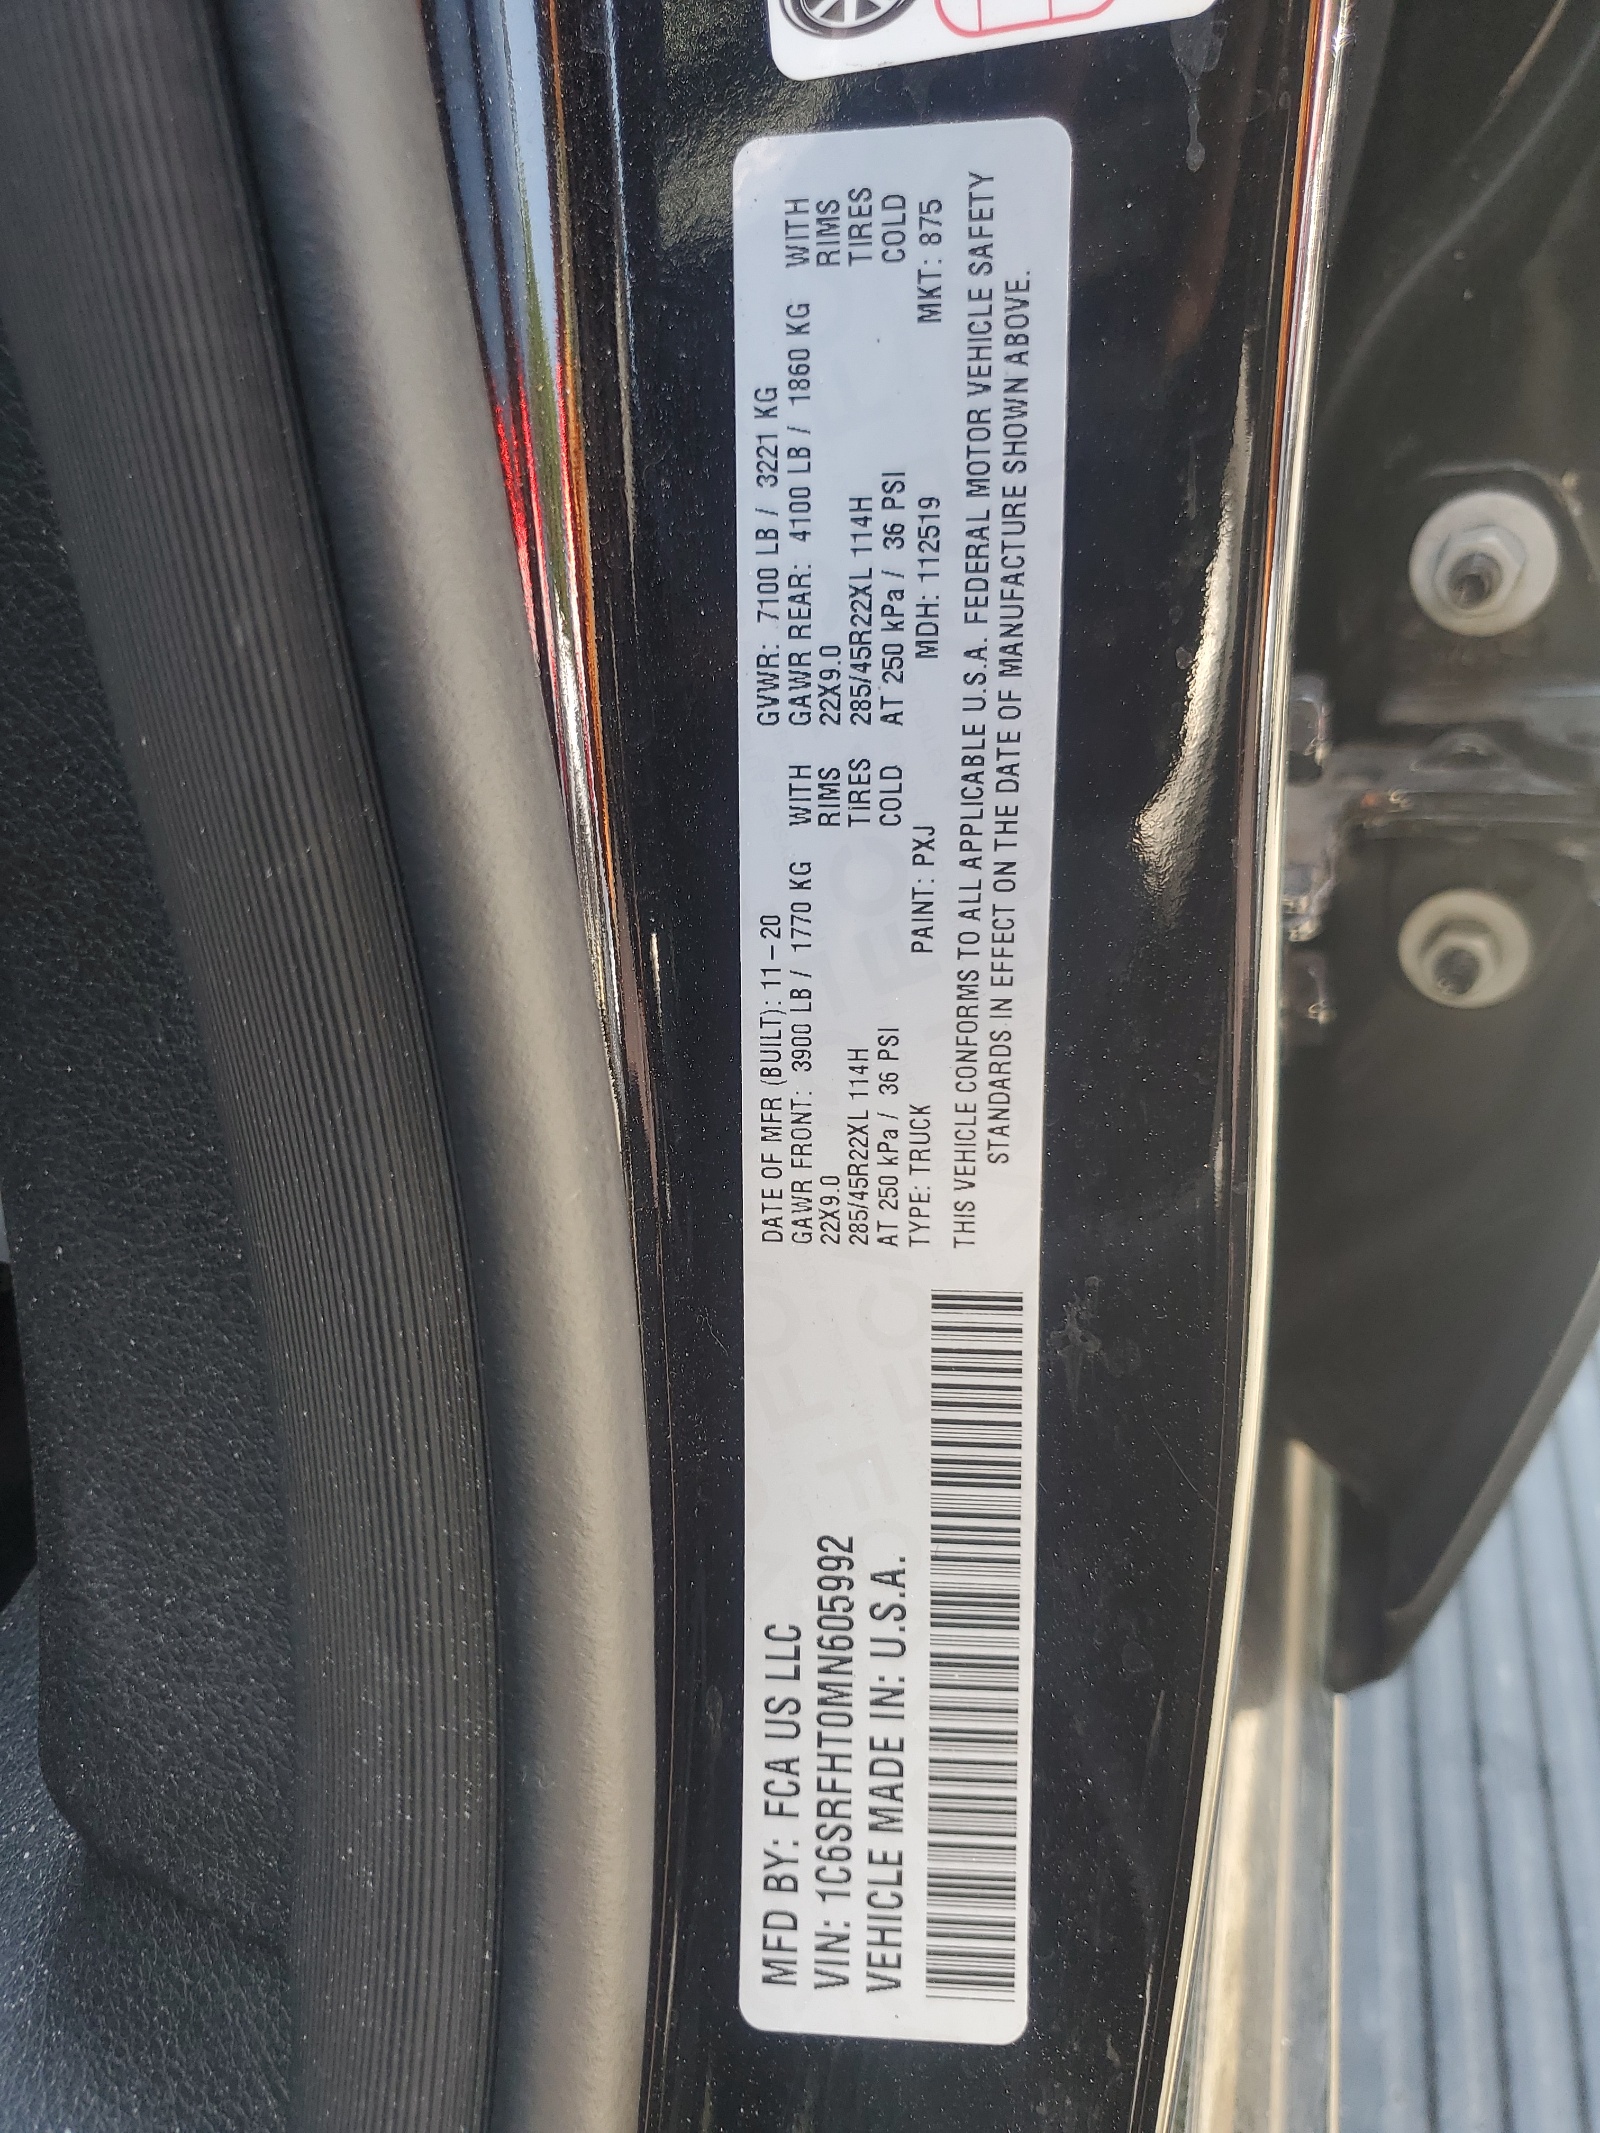 MFD BY: FCA US LLC
VIN: 1C6SRFHT0MN605992
VEHICLE MADE IN: U.S.A.
DATE OF MFR (BUILT): 11-20 GVWR: 7100 LB / 3221 KG
GAWR FRONT: 3900 LB / 1770 KG WITH GAWR REAR: 4100 LB / 1860 KG WITH
22X9.0 RIMS 22X9.0 RIMS
285/45R22XL 114H TIRES 285/45R22XL 114H TIRES
AT 250 kPa / 36 PSI COLD AT 250 kPa / 36 PSI COLD
TYPE: TRUCK PAINT: PXJ MDH: 112519 MKT: 875
THIS VEHICLE CONFORMS TO ALL APPLICABLE U.S.A. FEDERAL MOTOR VEHICLE SAFETY
STANDARDS IN EFFECT ON THE DATE OF MANUFACTURE SHOWN ABOVE.